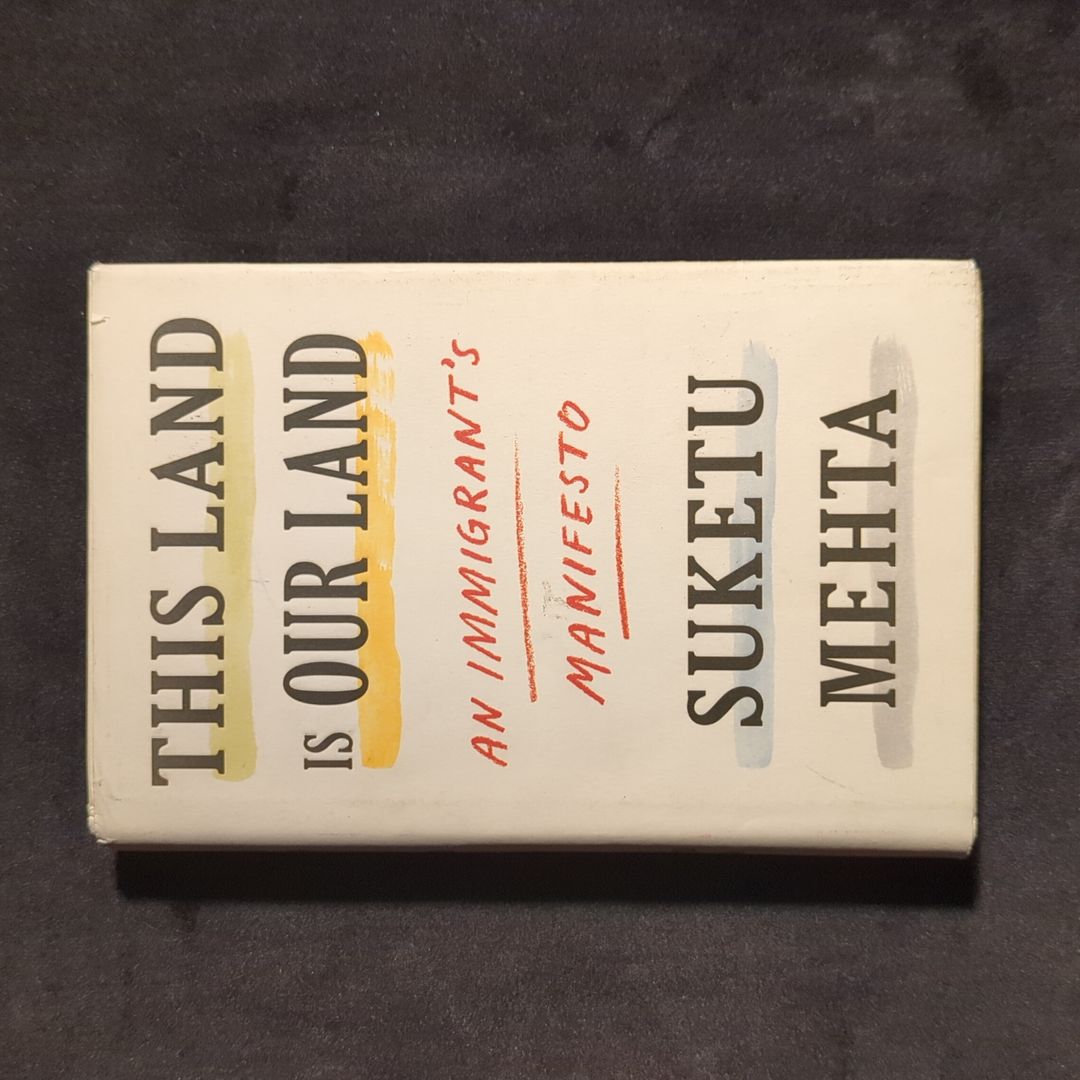 THIS LAND
IS OUR LAND
AN IMMIGRANT'S
MANIFESTO
SUKETU
MEHTA